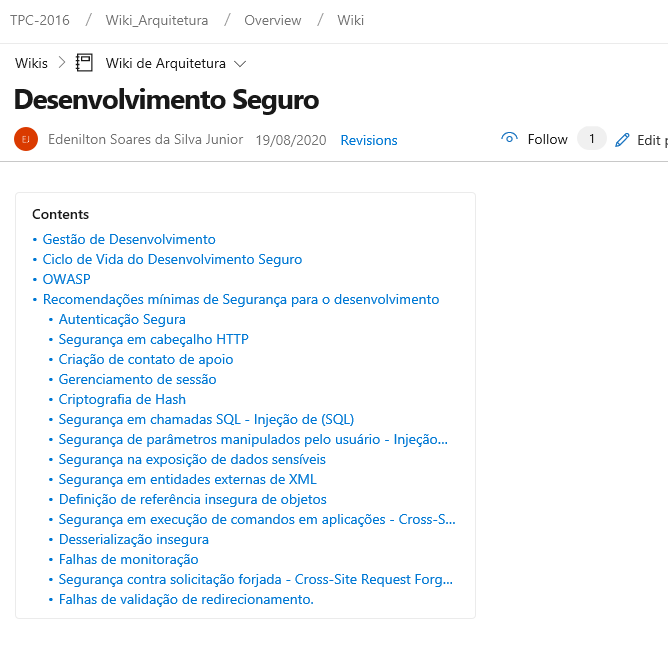 TPC-2016 / Wiki_Arquitetura / Overview / Wiki
Wikis > Wiki de Arquitetura
Desenvolvimento Seguro
EJ Edenilton Soares da Silva Junior 19/08/2020 Revisions Follow 1 Edit p
Contents
• Gestão de Desenvolvimento
• Ciclo de Vida do Desenvolvimento Seguro
• OWASP
• Recomendações mínimas de Segurança para o desenvolvimento
• Autenticação Segura
• Segurança em cabeçalho HTTP
• Criação de contato de apoio
• Gerenciamento de sessão
• Criptografia de Hash
• Segurança em chamadas SQL - Injeção de (SQL)
• Segurança de parâmetros manipulados pelo usuário - Injeção...
• Segurança na exposição de dados sensíveis
• Segurança em entidades externas de XML
• Definição de referência insegura de objetos
• Segurança em execução de comandos em aplicações - Cross-S...
• Desserialização insegura
• Falhas de monitoração
• Segurança contra solicitação forjada - Cross-Site Request Forg...
• Falhas de validação de redirecionamento.